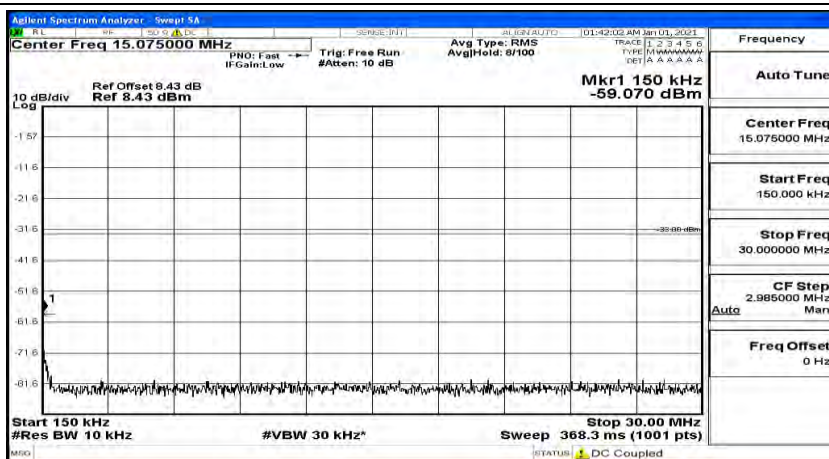 Agilent Spectrum Analyzer - Swept SA
RL RF 50 Ω DC SENSE:INT ALIGN AUTO 01:42:02 AM Jan 01, 2021
Center Freq 15.075000 MHz
PNO: Fast
IFGain:Low
Trig: Free Run
#Atten: 10 dB
Avg Type: RMS
Avg|Hold: 8/100
TRACE 1 2 3 4 5 6
TYPE MWWWWW
DET A A A A A A
Frequency
Ref Offset 8.43 dB
Ref 8.43 dBm
10 dB/div
Log
Mkr1 150 kHz
-59.070 dBm
Auto Tune
Center Freq
15.075000 MHz
Start Freq
150.000 kHz
Stop Freq
30.000000 MHz
CF Step
2.985000 MHz
Auto Man
Freq Offset
0 Hz
-1.57
-11.6
-21.6
-31.6
-33.00 dBm
-41.6
-51.6
1
-61.6
-71.6
-81.6
Start 150 kHz
Stop 30.00 MHz
#Res BW 10 kHz
#VBW 30 kHz*
Sweep 368.3 ms (1001 pts)
MSG
STATUS
DC Coupled